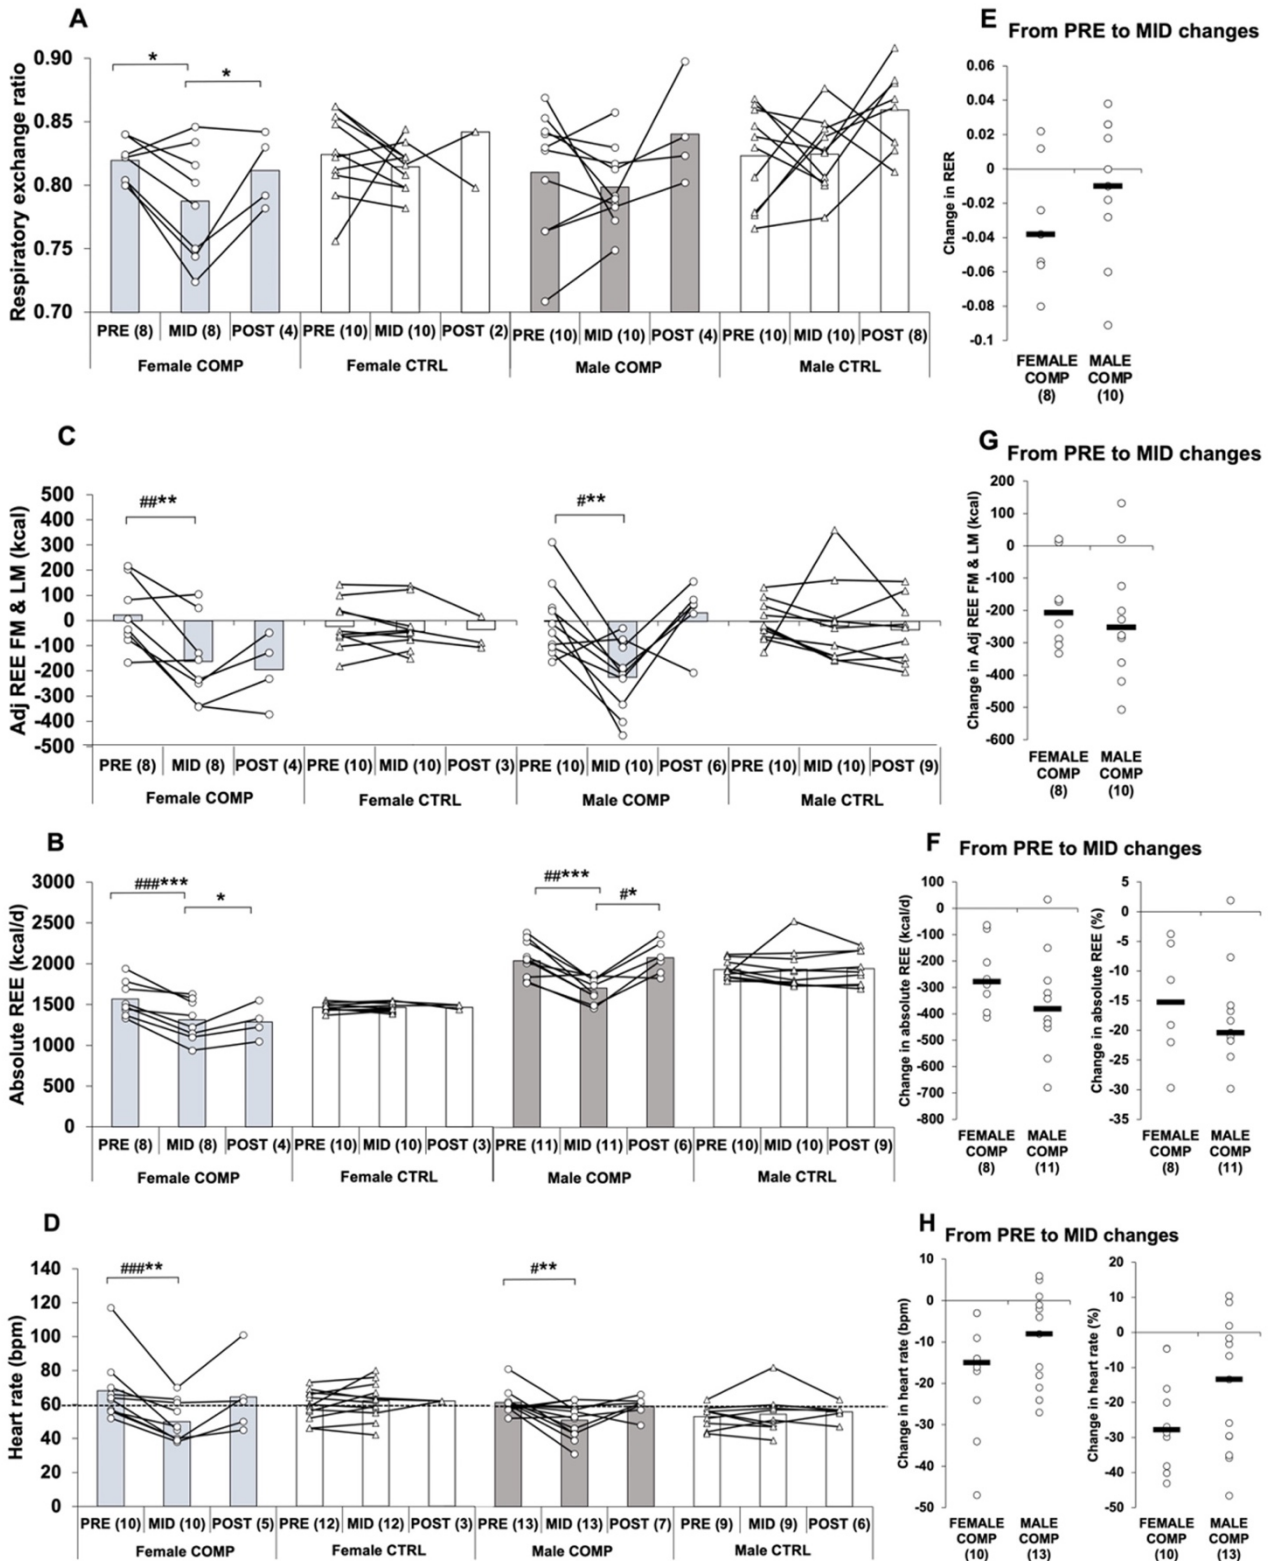 A
Respiratory exchange ratio
0.90
0.85
0.80
0.75
0.70
*
*
PRE (8) MID (8) POST (4) PRE (10) MID (10) POST (2) PRE (10) MID (10) POST (4) PRE (10) MID (10) POST (8)
Female COMP Female CTRL Male COMP Male CTRL
E From PRE to MID changes
Change in RER
0.06
0.04
0.02
0
-0.02
-0.04
-0.06
-0.08
-0.1
FEMALE MALE
COMP COMP
(8) (10)
C
Adj REE FM & LM (kcal)
500
400
300
200
100
0
-100
-200
-300
-400
-500
##**
#**
PRE (8) MID (8) POST (4) PRE (10) MID (10) POST (3) PRE (10) MID (10) POST (6) PRE (10) MID (10) POST (9)
Female COMP Female CTRL Male COMP Male CTRL
G From PRE to MID changes
Change in Adj REE FM & LM (kcal)
200
100
0
-100
-200
-300
-400
-500
-600
FEMALE MALE
COMP COMP
(8) (10)
B
Absolute REE (kcal/d)
3000
2500
2000
1500
1000
500
0
###***
*
##***
#*
PRE (8) MID (8) POST (4) PRE (10) MID (10) POST (3) PRE (11) MID (11) POST (6) PRE (10) MID (10) POST (9)
Female COMP Female CTRL Male COMP Male CTRL
F From PRE to MID changes
Change in absolute REE (kcal/d)
100
0
-100
-200
-300
-400
-500
-600
-700
-800
FEMALE MALE
COMP COMP
(8) (11)
Change in absolute REE (%)
5
0
-5
-10
-15
-20
-25
-30
-35
FEMALE MALE
COMP COMP
(8) (11)
D
Heart rate (bpm)
140
120
100
80
60
40
20
0
###**
#**
PRE (10) MID (10) POST (5) PRE (12) MID (12) POST (3) PRE (13) MID (13) POST (7) PRE (9) MID (9) POST (6)
Female COMP Female CTRL Male COMP Male CTRL
H From PRE to MID changes
Change in heart rate (bpm)
10
0
-10
-20
-30
-40
-50
FEMALE MALE
COMP COMP
(10) (13)
Change in heart rate (%)
20
10
0
-10
-20
-30
-40
-50
FEMALE MALE
COMP COMP
(10) (13)